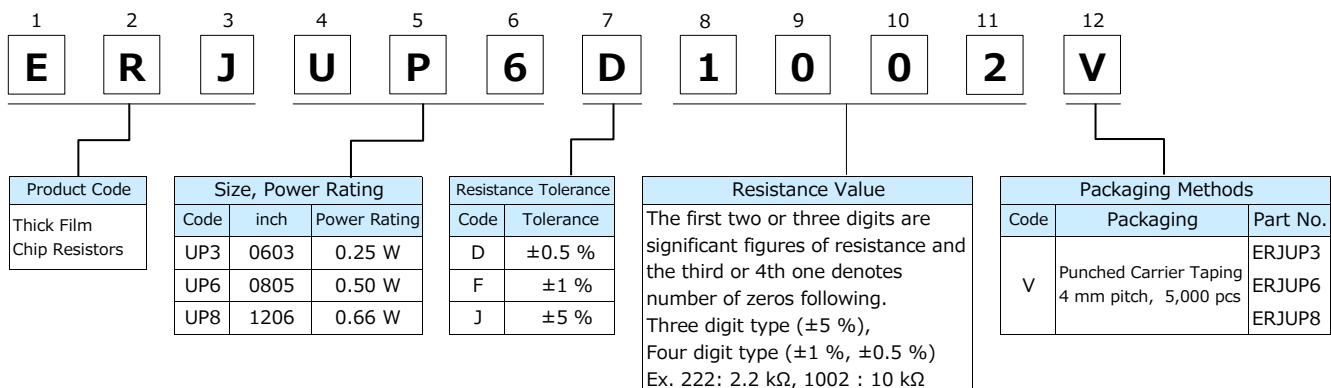 1 2 3 4 5 6 7 8 9 10 11 12
E R J U P 6 D 1 0 0 2 V
Product Code
Thick Film
Chip Resistors
Size, Power Rating
Code inch Power Rating
UP3 0603 0.25 W
UP6 0805 0.50 W
UP8 1206 0.66 W
Resistance Tolerance
Code Tolerance
D ±0.5 %
F ±1 %
J ±5 %
Resistance Value
The first two or three digits are
significant figures of resistance and
the third or 4th one denotes
number of zeros following.
Three digit type (±5 %),
Four digit type (±1 %, ±0.5 %)
Ex. 222: 2.2 kΩ, 1002 : 10 kΩ
Packaging Methods
Code Packaging Part No.
V
Punched Carrier Taping
4 mm pitch, 5,000 pcs
ERJUP3
ERJUP6
ERJUP8